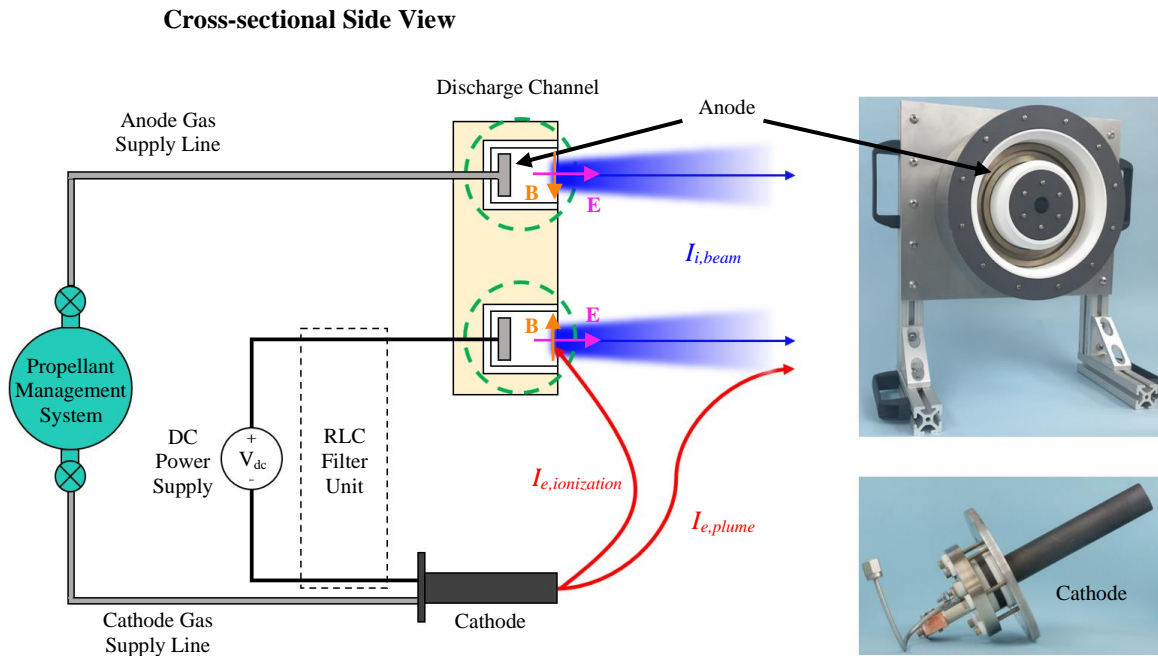 Cross-sectional Side View
Discharge Channel
Anode
Anode Gas
Supply Line
B
E
I_{i,beam}
B
E
Propellant
Management
System
DC
Power
Supply
+
V_{dc}
-
RLC
Filter
Unit
I_{e,ionization}
I_{e,plume}
Cathode
Cathode
Cathode Gas
Supply Line